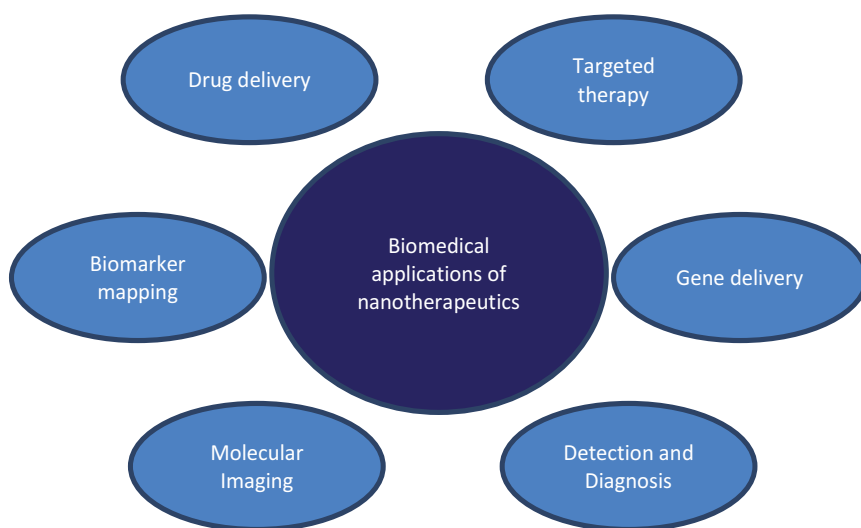 Drug delivery
Targeted
therapy
Biomarker
mapping
Biomedical
applications of
nanotherapeutics
Gene delivery
Molecular
Imaging
Detection and
Diagnosis